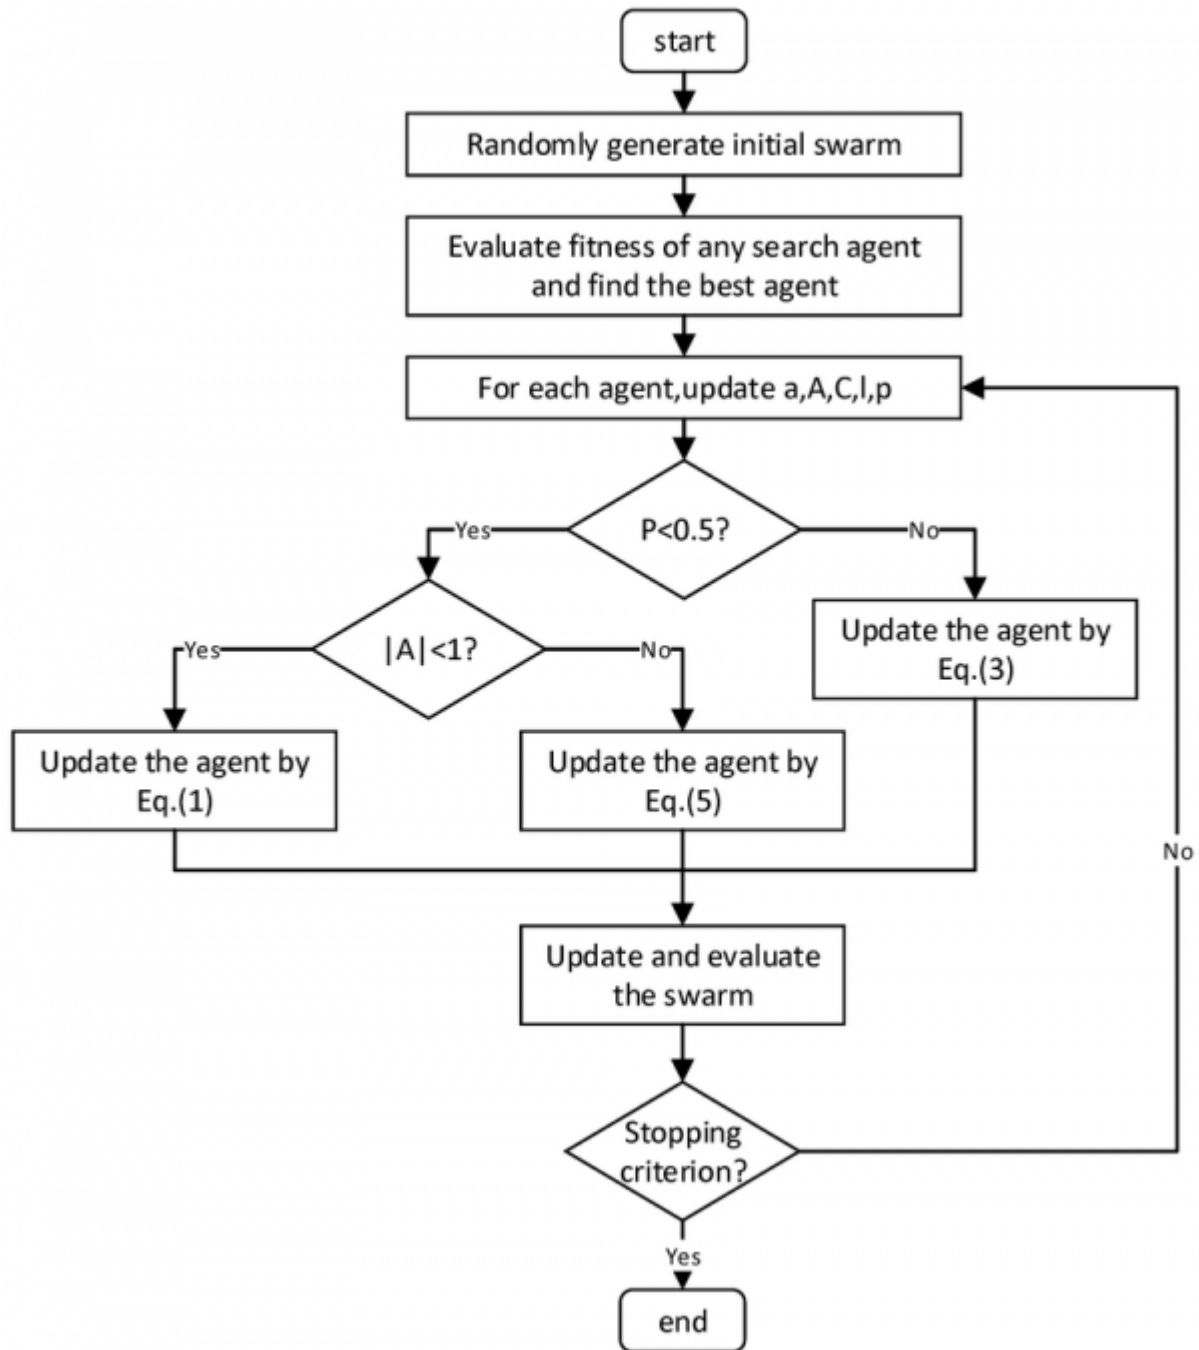 start
Randomly generate initial swarm
Evaluate fitness of any search agent
and find the best agent
For each agent,update a,A,C,l,p
P<0.5?
Yes
No
|A|<1?
Yes
No
Update the agent by
Eq.(3)
Update the agent by
Eq.(1)
Update the agent by
Eq.(5)
No
Update and evaluate
the swarm
Stopping
criterion?
Yes
end